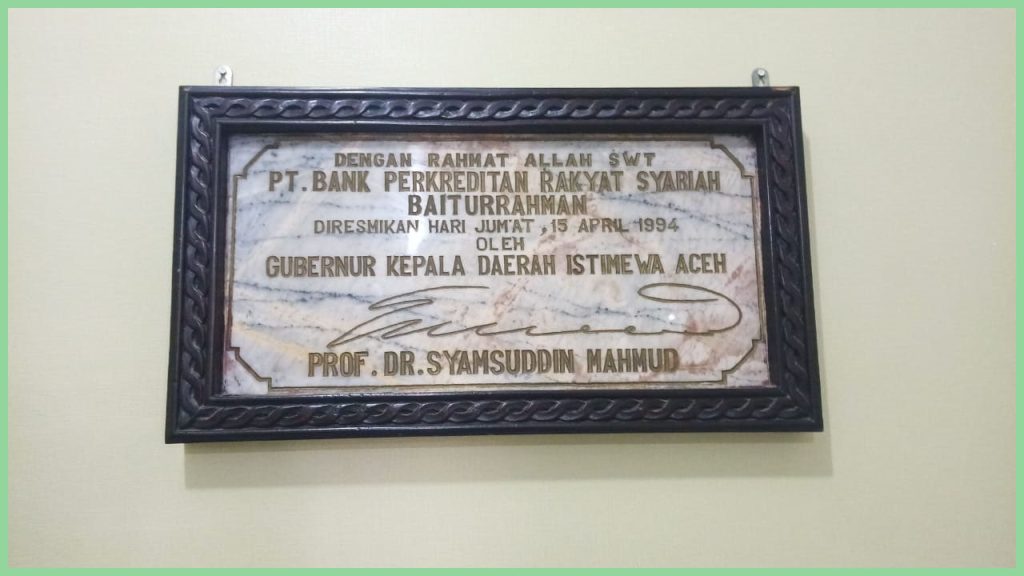 DENGAN RAHMAT ALLAH SWT
PT. BANK PERKREDITAN RAKYAT SYARIAH
BAITURRAHMAN
DIRESMIKAN HARI JUM'AT, 15 APRIL 1994
OLEH
GUBERNUR KEPALA DAERAH ISTIMEWA ACEH
PROF. DR. SYAMSUDDIN MAHMUD